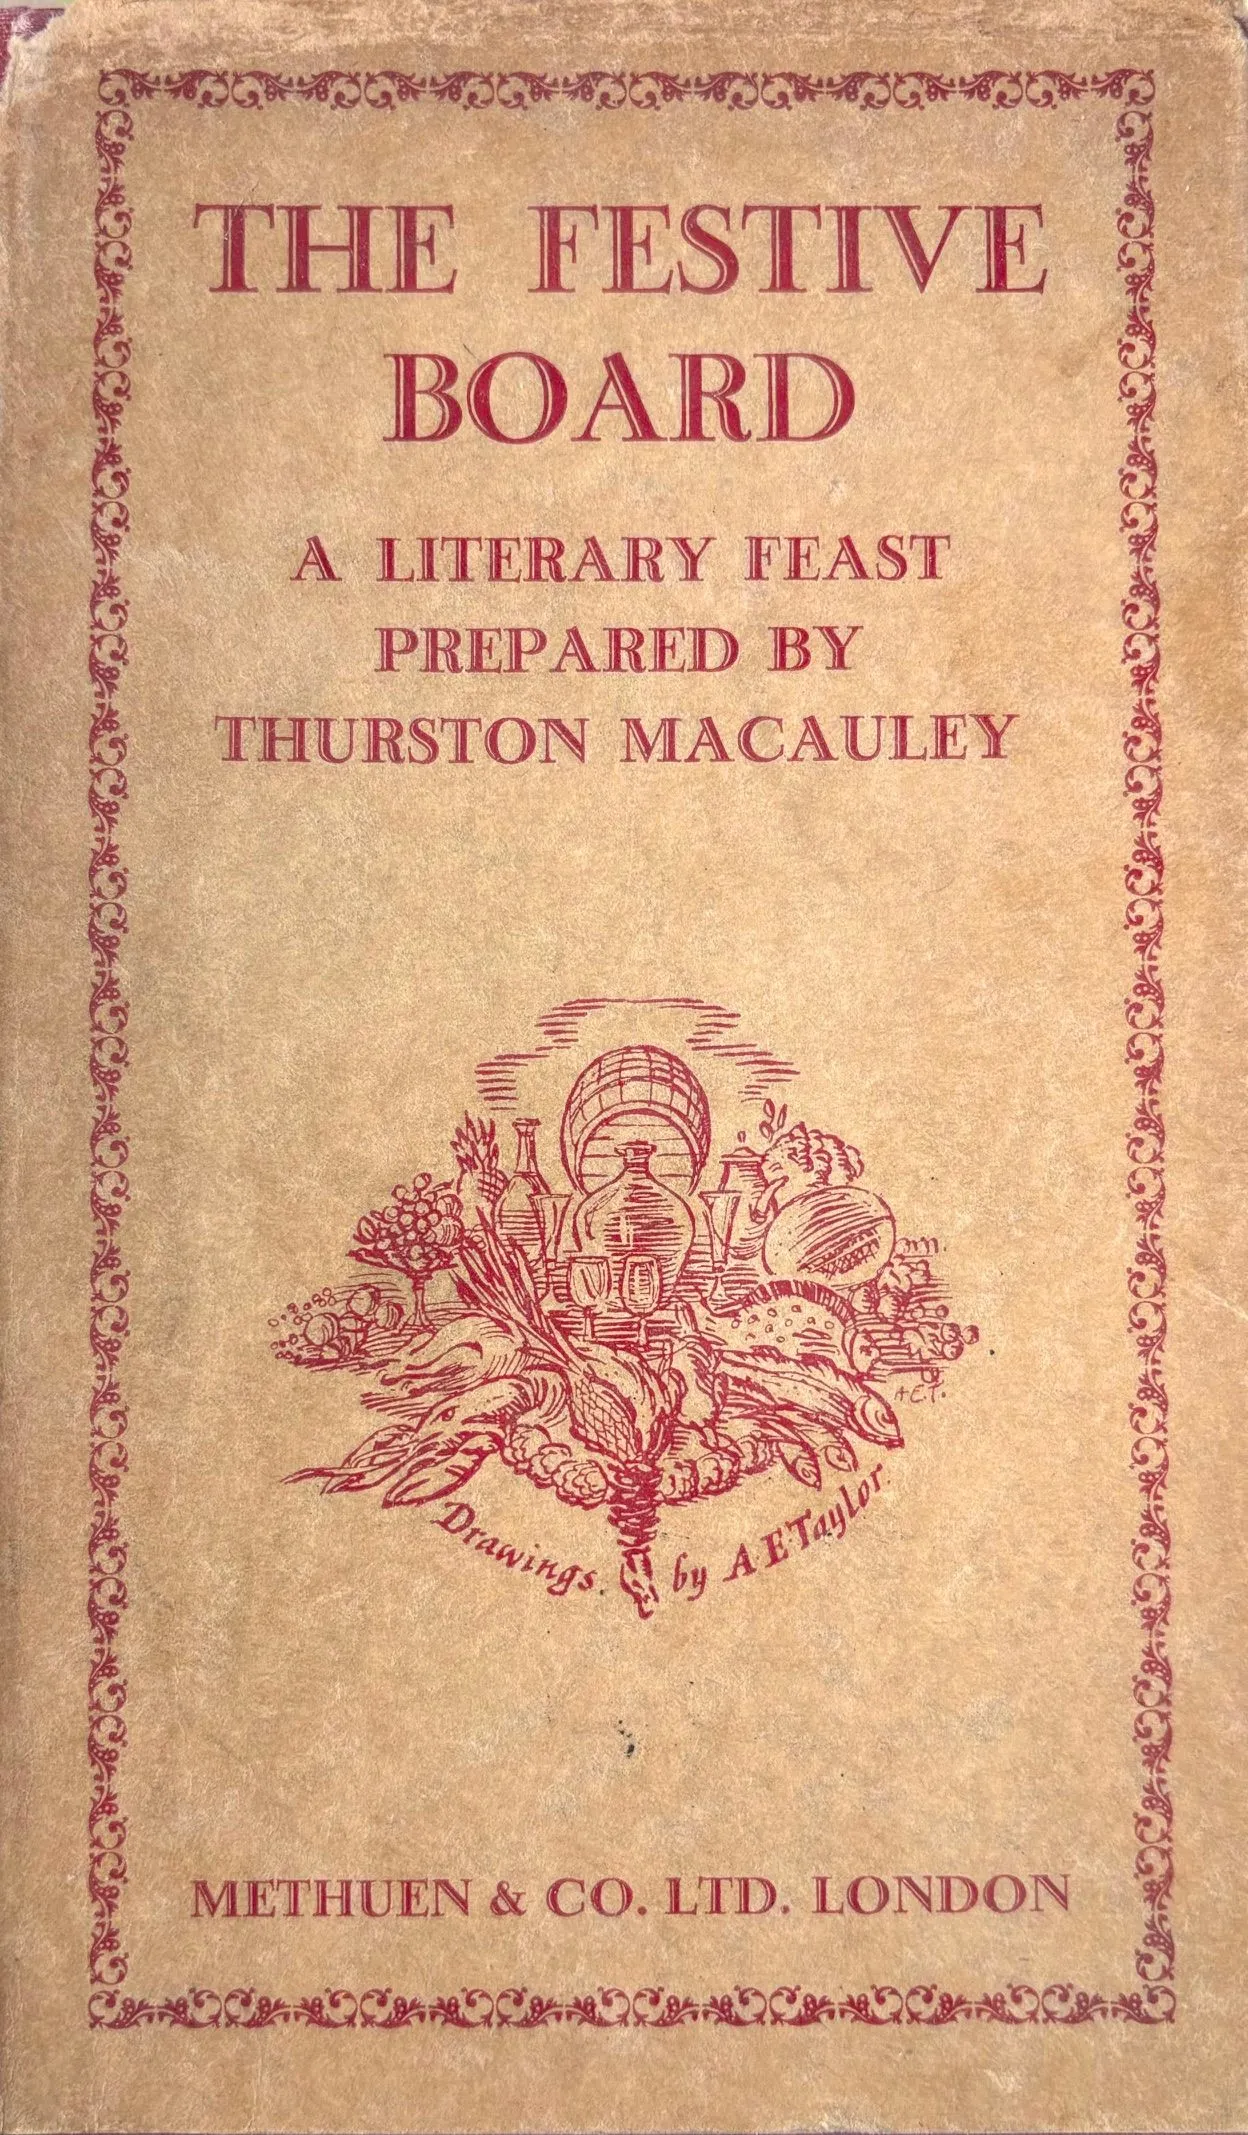 THE FESTIVE
BOARD
A LITERARY FEAST
PREPARED BY
THURSTON MACAULEY
A.E.T.
Drawings by A.E.Taylor.
METHUEN & CO. LTD. LONDON